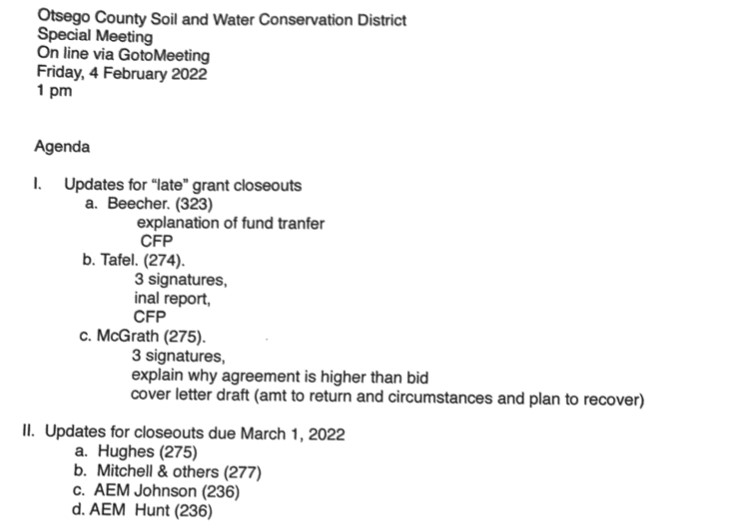 Otsego County Soil and Water Conservation District
Special Meeting
On line via GotoMeeting
Friday, 4 February 2022
1 pm
Agenda
I. Updates for “late” grant closeouts
a. Beecher. (323)
explanation of fund tranfer
CFP
b. Tafel. (274).
3 signatures,
inal report,
CFP
c. McGrath (275).
3 signatures,
explain why agreement is higher than bid
cover letter draft (amt to return and circumstances and plan to recover)
II. Updates for closeouts due March 1, 2022
a. Hughes (275)
b. Mitchell & others (277)
c. AEM Johnson (236)
d. AEM Hunt (236)